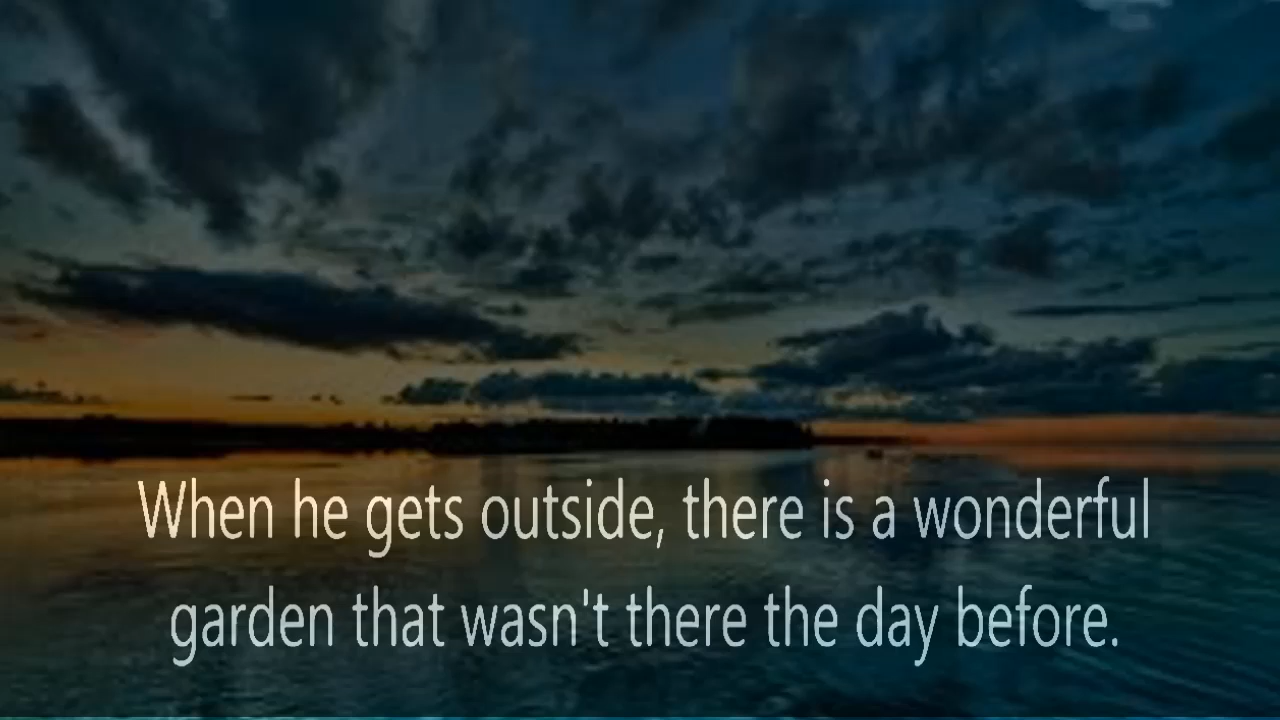 When he gets outside, there is a wonderful
garden that wasn't there the day before.